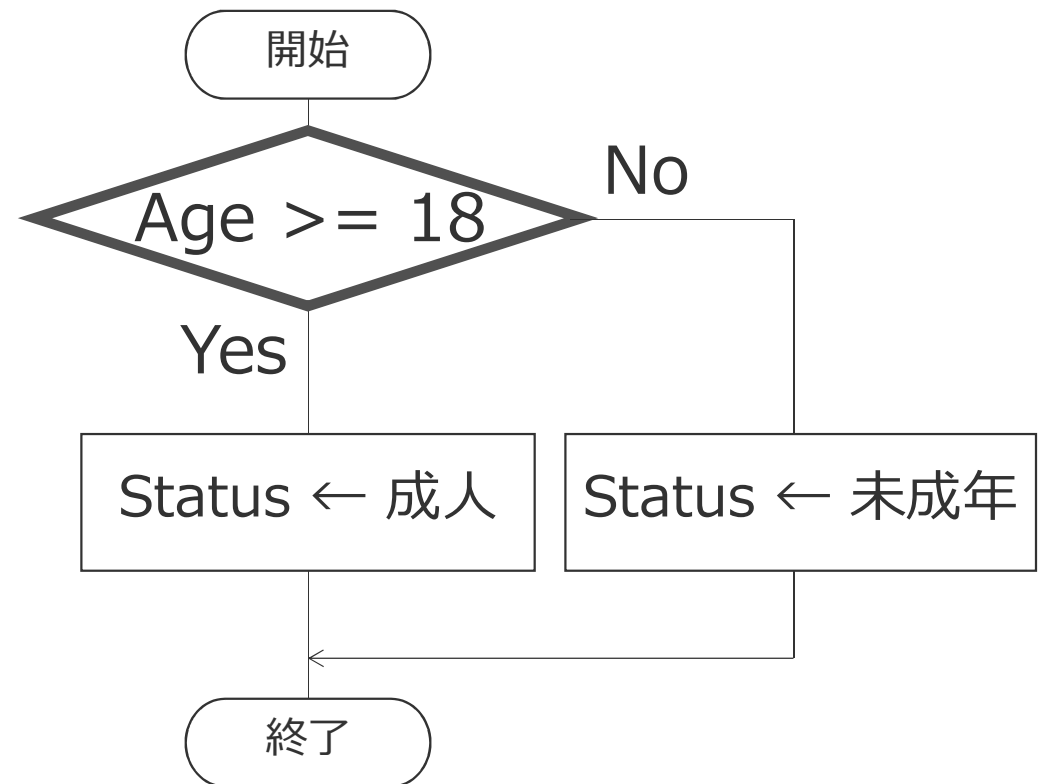 開始
Age >= 18
No
Yes
Status ← 成人
Status ← 未成年
終了